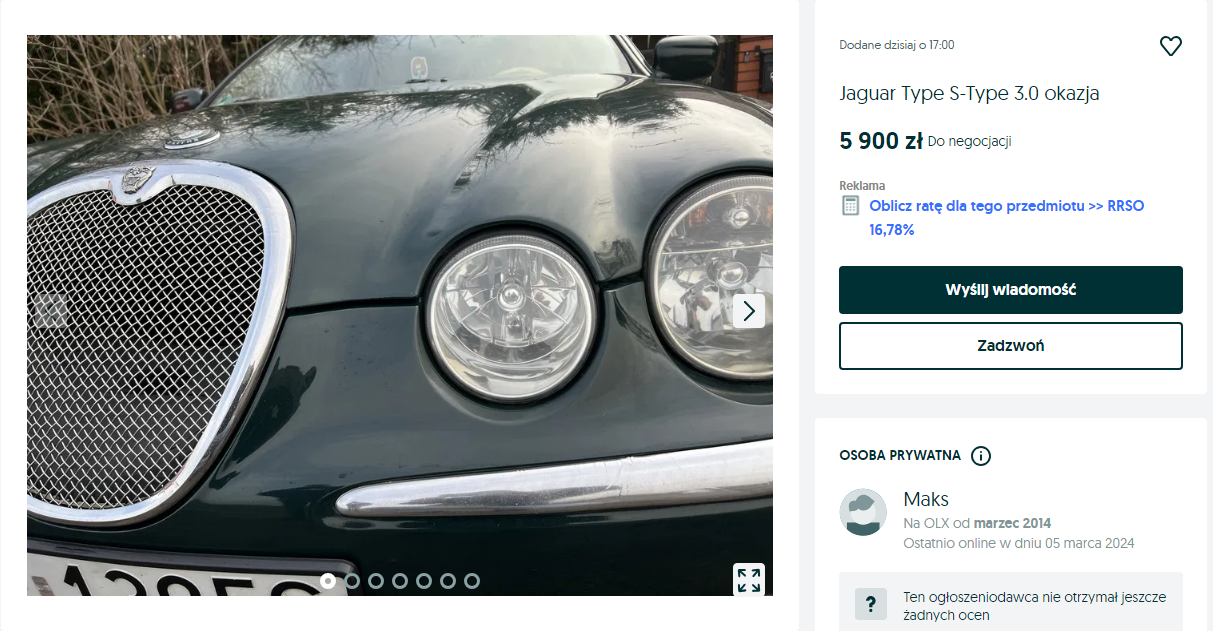 Dodane dzisiaj o 17:00
Jaguar Type S-Type 3.0 okazja
5 900 zł Do negocjacji
Reklama
Oblicz ratę dla tego przedmiotu >> RRSO
16,78%
Wyślij wiadomość
Zadzwoń
OSOBA PRYWATNA
Maks
Na OLX od marzec 2014
Ostatnio online w dniu 05 marca 2024
?
Ten ogłoszeniodawca nie otrzymał jeszcze
żadnych ocen